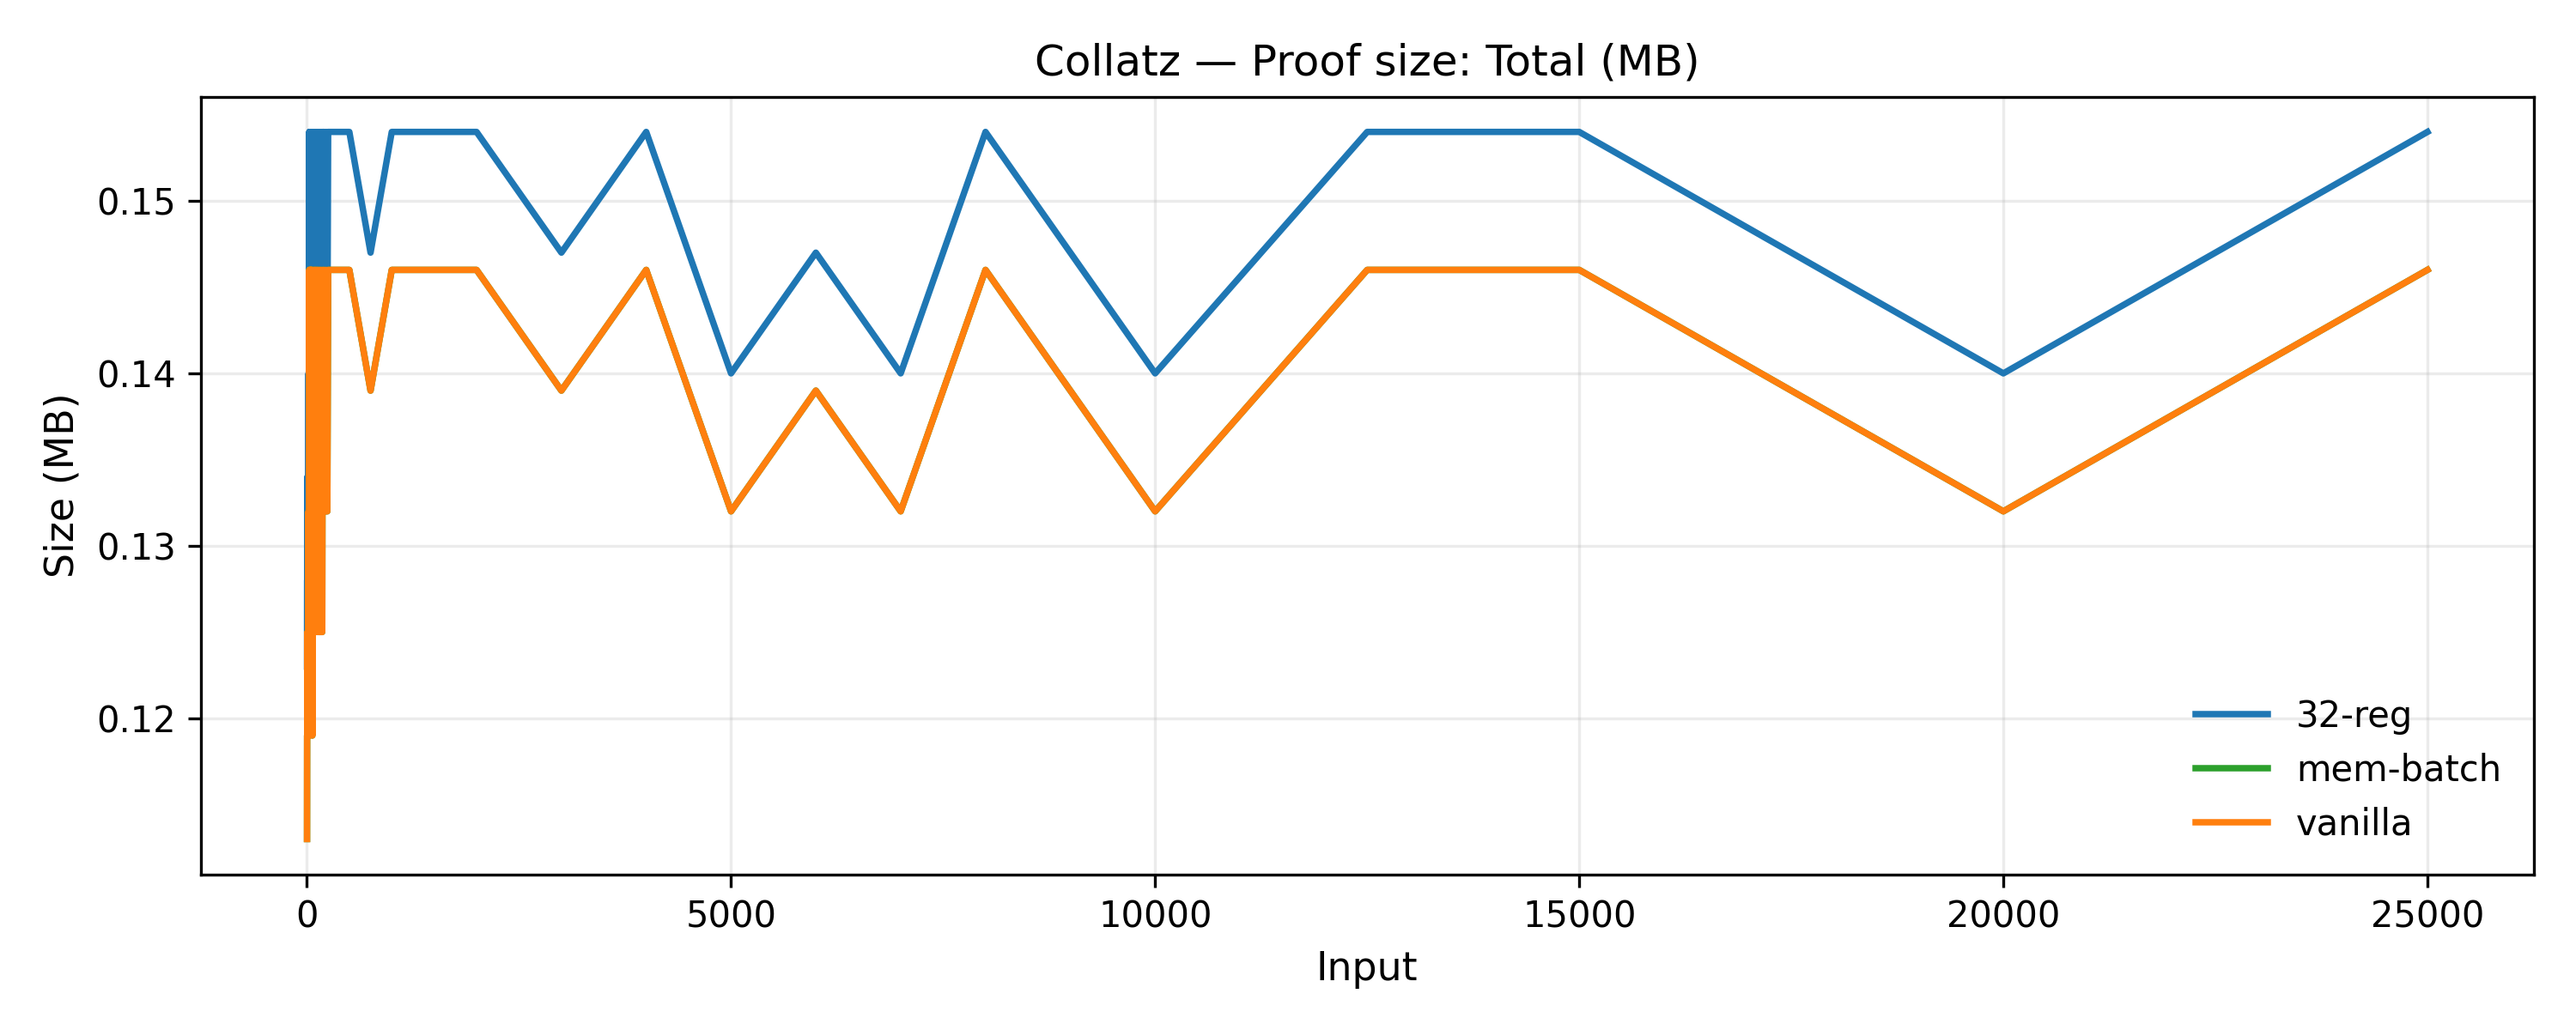 Collatz — Proof size: Total (MB)
Size (MB)
0.15
0.14
0.13
0.12
0
5000
10000
15000
20000
25000
Input
32-reg
mem-batch
vanilla